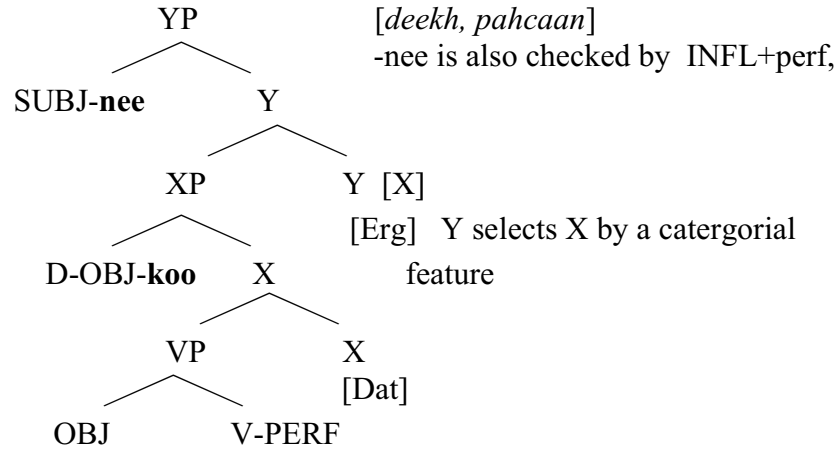 YP [deekh, pahcaan]
-nee is also checked by INFL+perf,
SUBJ-nee Y
XP Y [X]
[Erg] Y selects X by a catergorial
D-OBJ-koo X feature
VP X
[Dat]
OBJ V-PERF